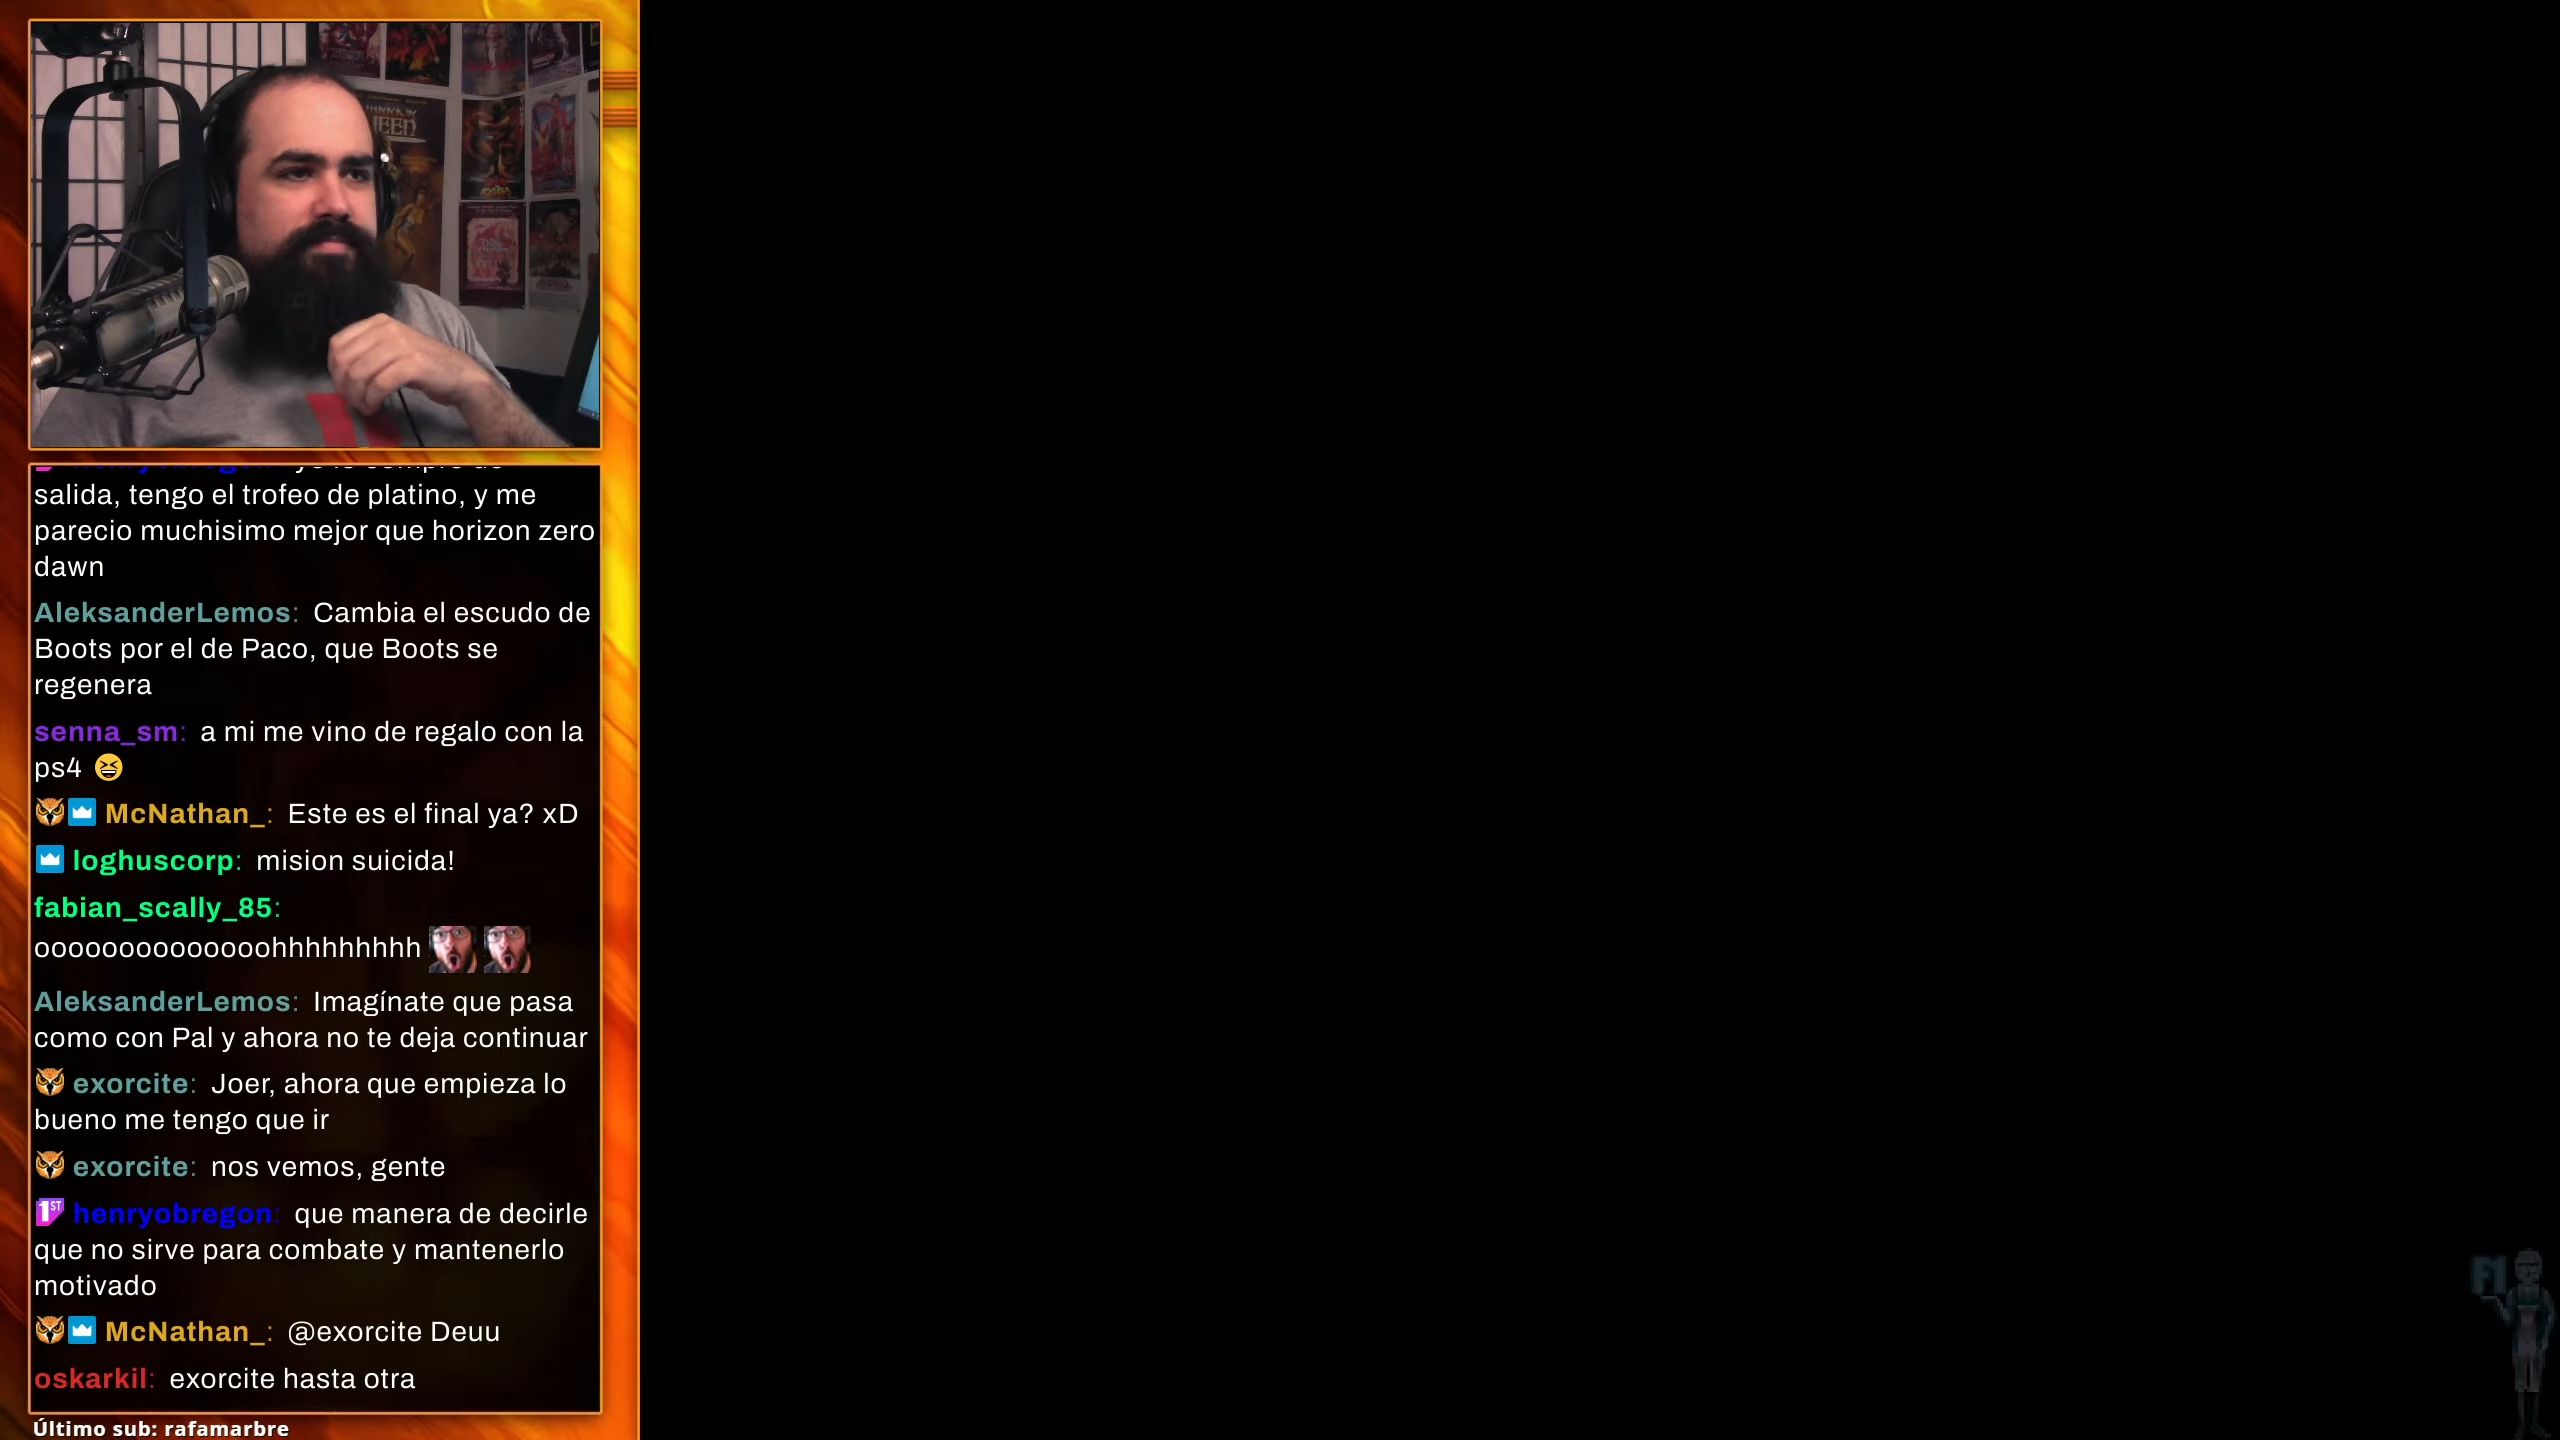 salida, tengo el trofeo de platino, y me
parecio muchisimo mejor que horizon zero
dawn
AleksanderLemos: Cambia el escudo de
Boots por el de Paco, que Boots se
regenera
senna_sm: a mi me vino de regalo con la
ps4 😆
McNathan_: Este es el final ya? xD
loghuscorp: mision suicida!
fabian_scally_85:
oooooooooooooohhhhhhhhh
AleksanderLemos: Imagínate que pasa
como con Pal y ahora no te deja continuar
exorcite: Joer, ahora que empieza lo
bueno me tengo que ir
exorcite: nos vemos, gente
1ST henryobregon: que manera de decirle
que no sirve para combate y mantenerlo
motivado
McNathan_: @exorcite Deuu
oskarkil: exorcite hasta otra
Último sub: rafamarbre
F1